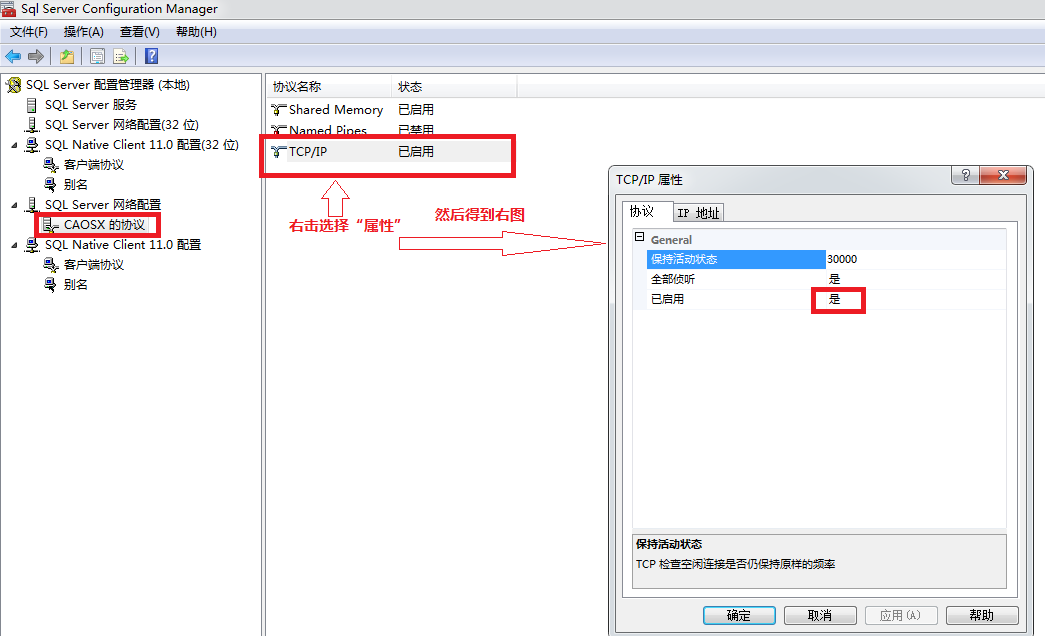 Sql Server Configuration Manager
文件(F) 操作(A) 查看(V) 帮助(H)
SQL Server 配置管理器 (本地)
SQL Server 服务
SQL Server 网络配置(32 位)
SQL Native Client 11.0 配置(32 位)
客户端协议
别名
SQL Server 网络配置
CAOSX 的协议
SQL Native Client 11.0 配置
客户端协议
别名
协议名称 状态
Shared Memory 已启用
Named Pipes 已禁用
TCP/IP 已启用
右击选择“属性”
然后得到右图
TCP/IP 属性
协议 IP 地址
General
保持活动状态 30000
全部侦听 是
已启用 是
保持活动状态
TCP 检查空闲连接是否仍保持原样的频率
确定 取消 应用(A) 帮助